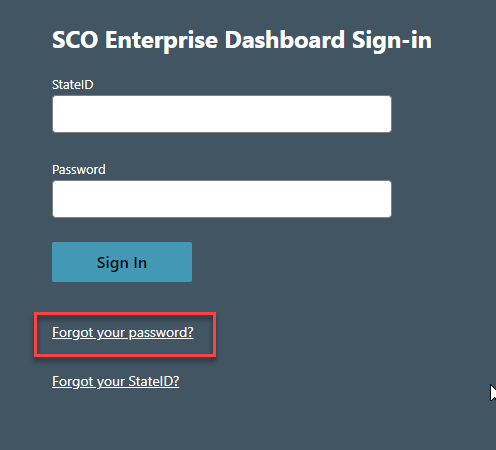 SCO Enterprise Dashboard Sign-in
StateID
Password
Sign In
Forgot your password?
Forgot your StateID?